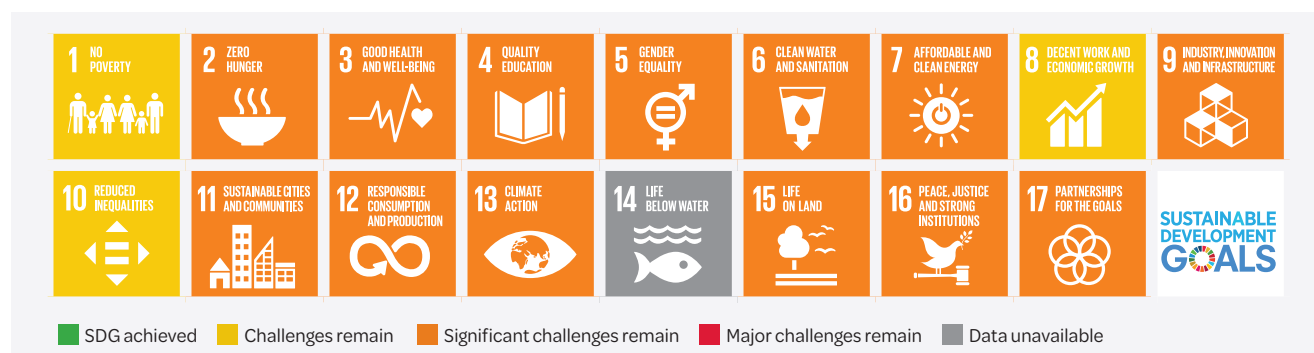 1 NO POVERTY
2 ZERO HUNGER
3 GOOD HEALTH AND WELL-BEING
4 QUALITY EDUCATION
5 GENDER EQUALITY
6 CLEAN WATER AND SANITATION
7 AFFORDABLE AND CLEAN ENERGY
8 DECENT WORK AND ECONOMIC GROWTH
9 INDUSTRY, INNOVATION AND INFRASTRUCTURE
10 REDUCED INEQUALITIES
11 SUSTAINABLE CITIES AND COMMUNITIES
12 RESPONSIBLE CONSUMPTION AND PRODUCTION
13 CLIMATE ACTION
14 LIFE BELOW WATER
15 LIFE ON LAND
16 PEACE, JUSTICE AND STRONG INSTITUTIONS
17 PARTNERSHIPS FOR THE GOALS
SUSTAINABLE
DEVELOPMENT
GOALS
SDG achieved
Challenges remain
Significant challenges remain
Major challenges remain
Data unavailable